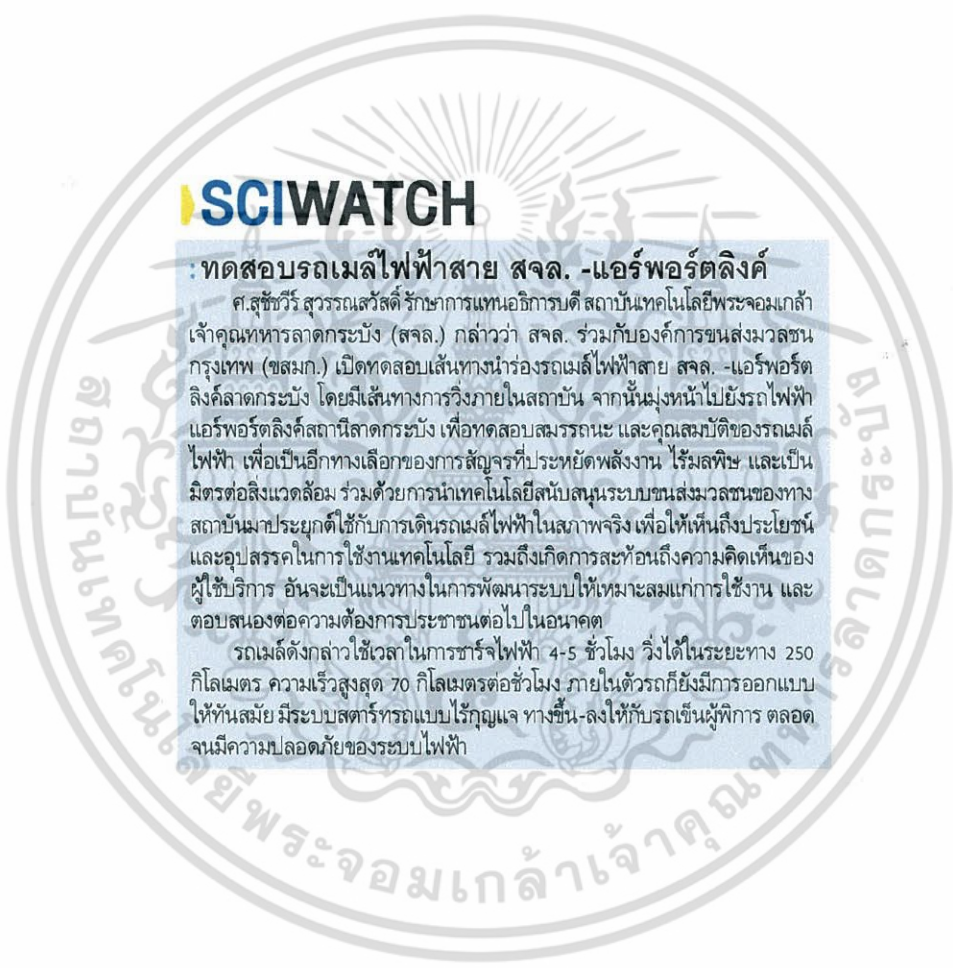 SCIWATCH
:ทดสอบรถเมล์ไฟฟ้าสาย สจล. -แอร์พอร์ตลิงค์
ศ.สุชัชวีร์ สุวรรณสวัสดิ์ รักษาการแทนอธิการบดี สถาบันเทคโนโลยีพระจอมเกล้า
เจ้าคุณทหารลาดกระบัง (สจล.) กล่าวว่า สจล. ร่วมกับองค์การขนส่งมวลชน
กรุงเทพ (ขสมก.) เปิดทดสอบเส้นทางนำร่องรถเมล์ไฟฟ้าสาย สจล. -แอร์พอร์ต
ลิงค์ลาดกระบัง โดยมีเส้นทางการวิ่งภายในสถาบัน จากนั้นมุ่งหน้าไปยังรถไฟฟ้า
แอร์พอร์ตลิงค์สถานีลาดกระบัง เพื่อทดสอบสมรรถนะ และคุณสมบัติของรถเมล์
ไฟฟ้า เพื่อเป็นอีกทางเลือกของการสัญจรที่ประหยัดพลังงาน ไร้มลพิษ และเป็น
มิตรต่อสิ่งแวดล้อม ร่วมด้วยการนำเทคโนโลยีสนับสนุนระบบขนส่งมวลชนของทาง
สถาบันมาประยุกต์ใช้กับการเดินรถเมล์ไฟฟ้าในสภาพจริง เพื่อให้เห็นถึงประโยชน์
และอุปสรรคในการใช้งานเทคโนโลยี รวมถึงเกิดการสะท้อนถึงความคิดเห็นของ
ผู้ใช้บริการ อันจะเป็นแนวทางในการพัฒนาระบบให้เหมาะสมแก่การใช้งาน และ
ตอบสนองต่อความต้องการประชาชนต่อไปในอนาคต
รถเมล์ดังกล่าวใช้เวลาในการชาร์จไฟฟ้า 4-5 ชั่วโมง วิ่งได้ในระยะทาง 250
กิโลเมตร ความเร็วสูงสุด 70 กิโลเมตรต่อชั่วโมง ภายในตัวรถก็ยังมีการออกแบบ
ให้ทันสมัย มีระบบสตาร์ทรถแบบไร้กุญแจ ทางขึ้น-ลงให้กับรถเข็นผู้พิการ ตลอด
จนมีความปลอดภัยของระบบไฟฟ้า
สถาบันเทคโนโลยีพระจอมเกล้าเจ้าคุณทหารลาดกระบัง